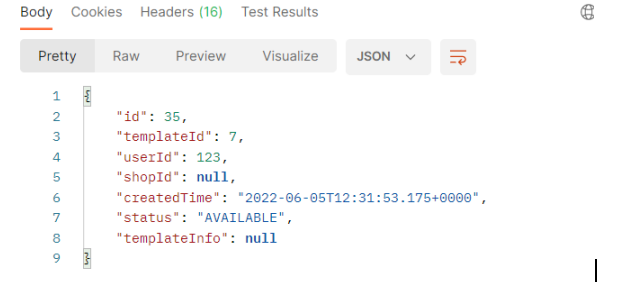 Body Cookies Headers (16) Test Results
Pretty Raw Preview Visualize JSON
1 {
2 "id": 35,
3 "templateId": 7,
4 "userId": 123,
5 "shopId": null,
6 "createdTime": "2022-06-05T12:31:53.175+0000",
7 "status": "AVAILABLE",
8 "templateInfo": null
9 }